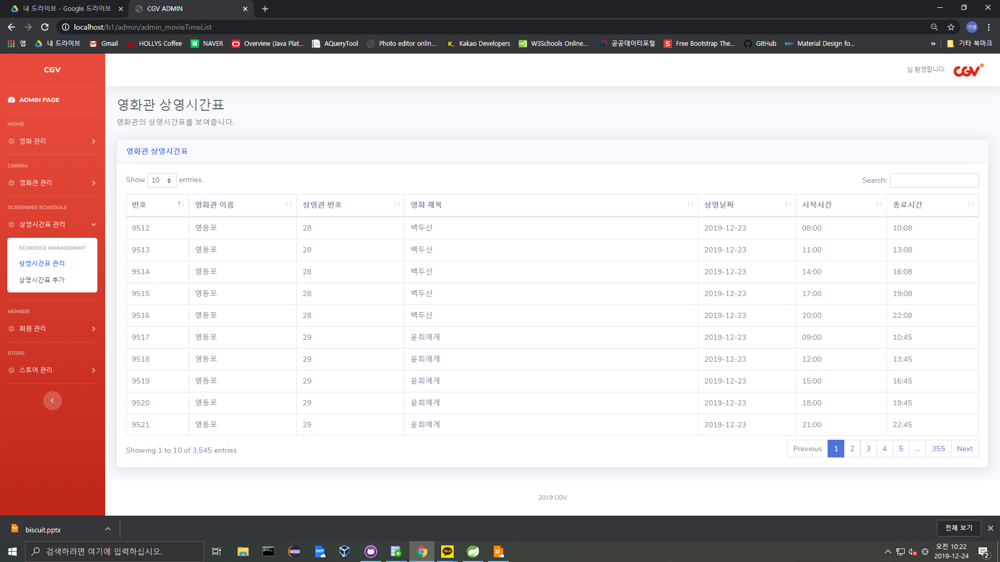 내 드라이브 - Google 드라이브
CGV ADMIN
localhost/b1/admin/admin_movieTimeList
가영
앱
내 드라이브
Gmail
HOLLYS Coffee
NAVER
Overview (Java Plat...
AQueryTool
Photo editor onlin...
Kakao Developers
W3Schools Online...
공공데이터포털
Free Bootstrap The...
GitHub
Material Design fo...
»
기타 북마크
CGV
님 환영합니다.
CGV
ADMIN PAGE
MOVIE
영화 관리
CINEMA
영화관 관리
SCREENING SCHEDULE
상영시간표 관리
SCHEDULE MANAGEMENT
상영시간표 관리
상영시간표 추가
MEMBER
회원 관리
STORE
스토어 관리
영화관 상영시간표
영화관의 상영시간표를 보여줍니다.
영화관 상영시간표
Show 10 entries
Search:
번호 영화관 이름 상영관 번호 영화 제목 상영날짜 시작시간 종료시간
9512 영등포 28 백두산 2019-12-23 08:00 10:08
9513 영등포 28 백두산 2019-12-23 11:00 13:08
9514 영등포 28 백두산 2019-12-23 14:00 16:08
9515 영등포 28 백두산 2019-12-23 17:00 19:08
9516 영등포 28 백두산 2019-12-23 20:00 22:08
9517 영등포 29 윤희에게 2019-12-23 09:00 10:45
9518 영등포 29 윤희에게 2019-12-23 12:00 13:45
9519 영등포 29 윤희에게 2019-12-23 15:00 16:45
9520 영등포 29 윤희에게 2019-12-23 18:00 19:45
9521 영등포 29 윤희에게 2019-12-23 21:00 22:45
Showing 1 to 10 of 3,545 entries
Previous 1 2 3 4 5 ... 355 Next
2019 CGV
biscuit.pptx
전체 보기
검색하려면 여기에 입력하십시오.
HWP
TALK
오전 10:22
2019-12-24
2